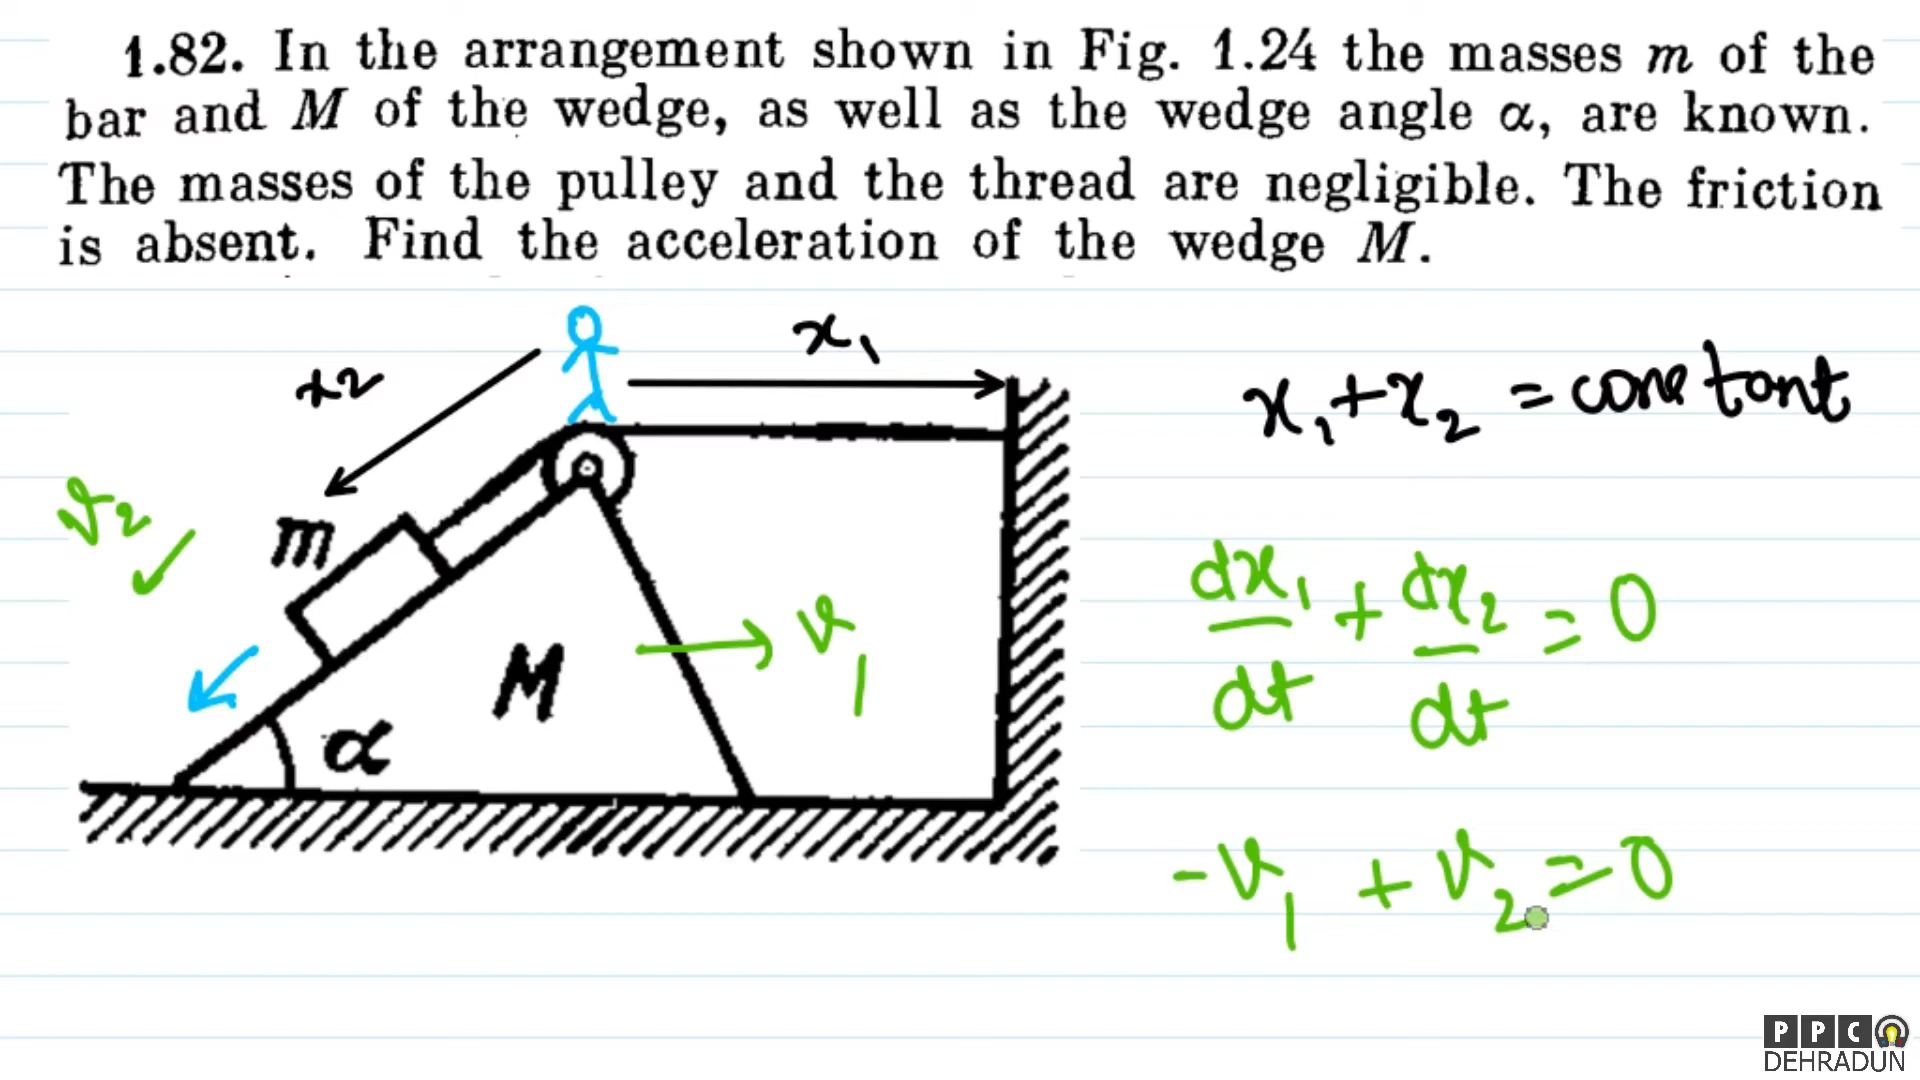 1.82. In the arrangement shown in Fig. 1.24 the masses m of the
bar and M of the wedge, as well as the wedge angle α, are known.
The masses of the pulley and the thread are negligible. The friction
is absent. Find the acceleration of the wedge M.
x₁
x₂
x₁ + x₂ = constant
v₂
m
dx₁/dt + dx₂/dt = 0
v₁
M
α
-v₁ + v₂ = 0
PPC
DEHRADUN